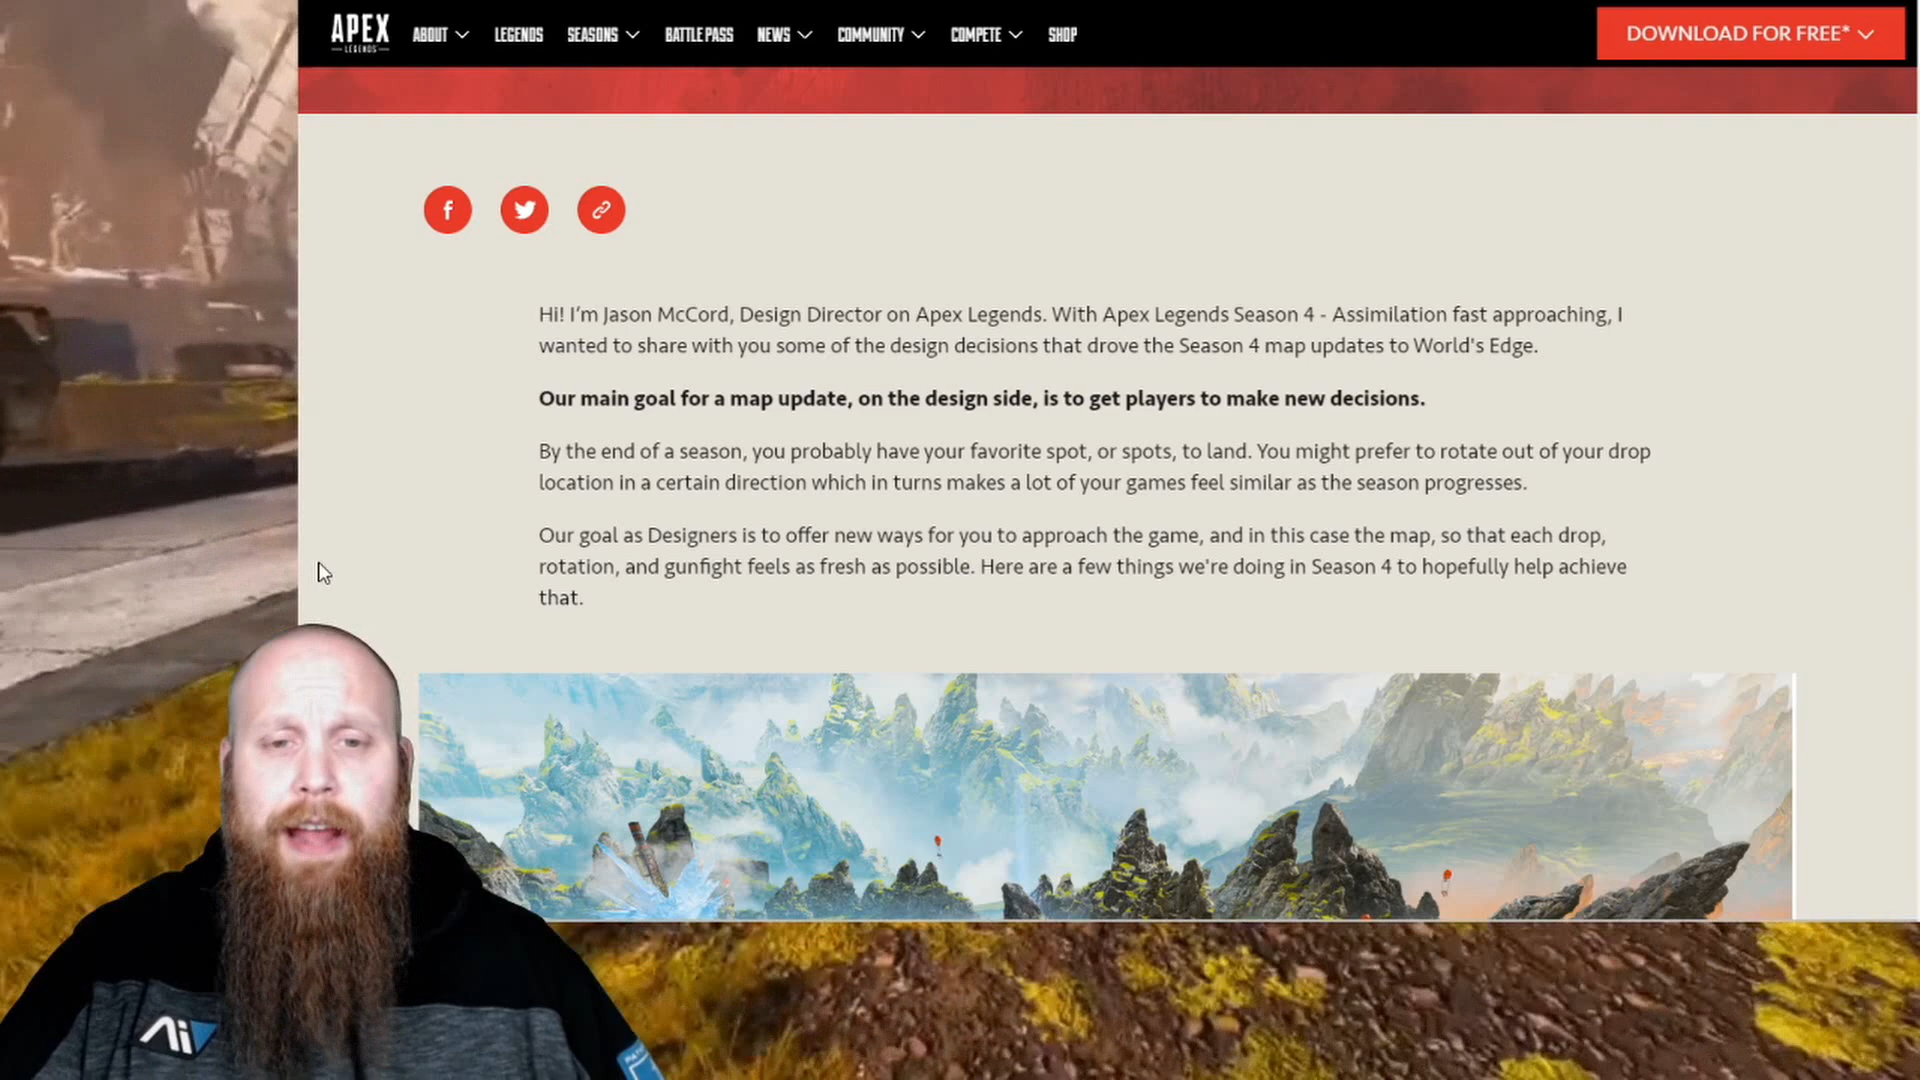 APEX
LEGENDS
ABOUT
LEGENDS
SEASONS
BATTLE PASS
NEWS
COMMUNITY
COMPETE
SHOP
DOWNLOAD FOR FREE*
Hi! I'm Jason McCord, Design Director on Apex Legends. With Apex Legends Season 4 - Assimilation fast approaching, I
wanted to share with you some of the design decisions that drove the Season 4 map updates to World's Edge.
Our main goal for a map update, on the design side, is to get players to make new decisions.
By the end of a season, you probably have your favorite spot, or spots, to land. You might prefer to rotate out of your drop
location in a certain direction which in turns makes a lot of your games feel similar as the season progresses.
Our goal as Designers is to offer new ways for you to approach the game, and in this case the map, so that each drop,
rotation, and gunfight feels as fresh as possible. Here are a few things we're doing in Season 4 to hopefully help achieve
that.